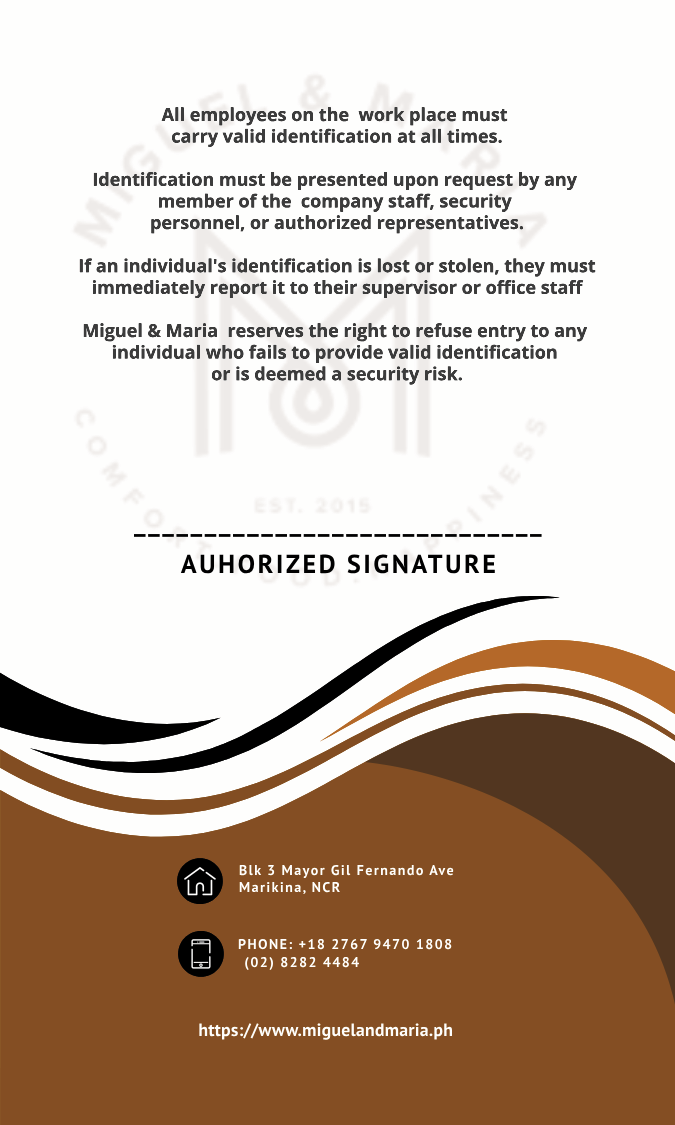 MIGUEL & MARIA
All employees on the work place must
carry valid identification at all times.
Identification must be presented upon request by any
member of the company staff, security
personnel, or authorized representatives.
If an individual's identification is lost or stolen, they must
immediately report it to their supervisor or office staff
Miguel & Maria reserves the right to refuse entry to any
individual who fails to provide valid identification
or is deemed a security risk.
EST. 2015
COMFORT. FOOD. HAPPINESS
AUHORIZED SIGNATURE
Blk 3 Mayor Gil Fernando Ave
Marikina, NCR
PHONE: +18 2767 9470 1808
(02) 8282 4484
https://www.miguelandmaria.ph